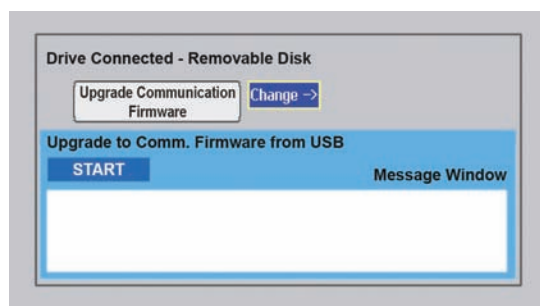 Drive Connected - Removable Disk
Upgrade Communication
Firmware
Change ->
Upgrade to Comm. Firmware from USB
START
Message Window